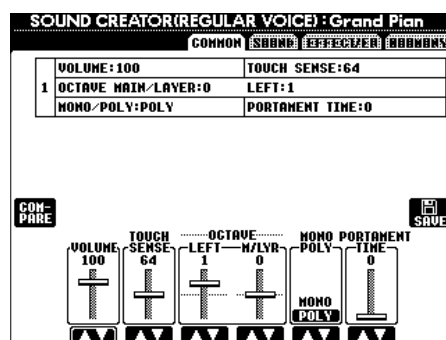 SOUND CREATOR(REGULAR VOICE):Grand Pian
COMMON SOUND EFFECT/EQ HARMONY
VOLUME:100 TOUCH SENSE:64
1 OCTAVE MAIN/LAYER:0 LEFT:1
MONO/POLY:POLY PORTAMENT TIME:0
COM-
PARE
SAVE
TOUCH OCTAVE MONO PORTAMENT
VOLUME SENSE LEFT M/LYR POLY TIME
100 64 1 0 0
MONO
POLY